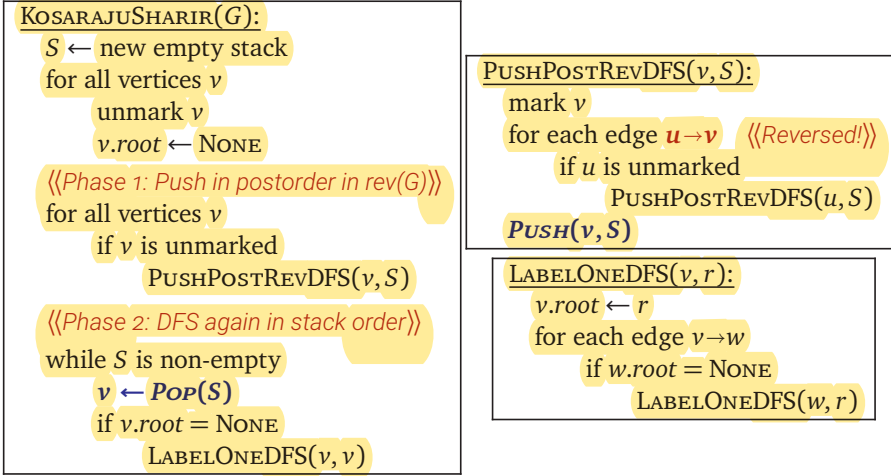 KOSARAJUSHARIR(G):
S ← new empty stack
for all vertices v
unmark v
v.root ← NONE
⟨⟨Phase 1: Push in postorder in rev(G)⟩⟩
for all vertices v
if v is unmarked
PUSHPOSTREVDFS(v, S)
⟨⟨Phase 2: DFS again in stack order⟩⟩
while S is non-empty
v ← POP(S)
if v.root = NONE
LABELONEDFS(v, v)
PUSHPOSTREVDFS(v, S):
mark v
for each edge u→v ⟨⟨Reversed!⟩⟩
if u is unmarked
PUSHPOSTREVDFS(u, S)
PUSH(v, S)
LABELONEDFS(v, r):
v.root ← r
for each edge v→w
if w.root = NONE
LABELONEDFS(w, r)